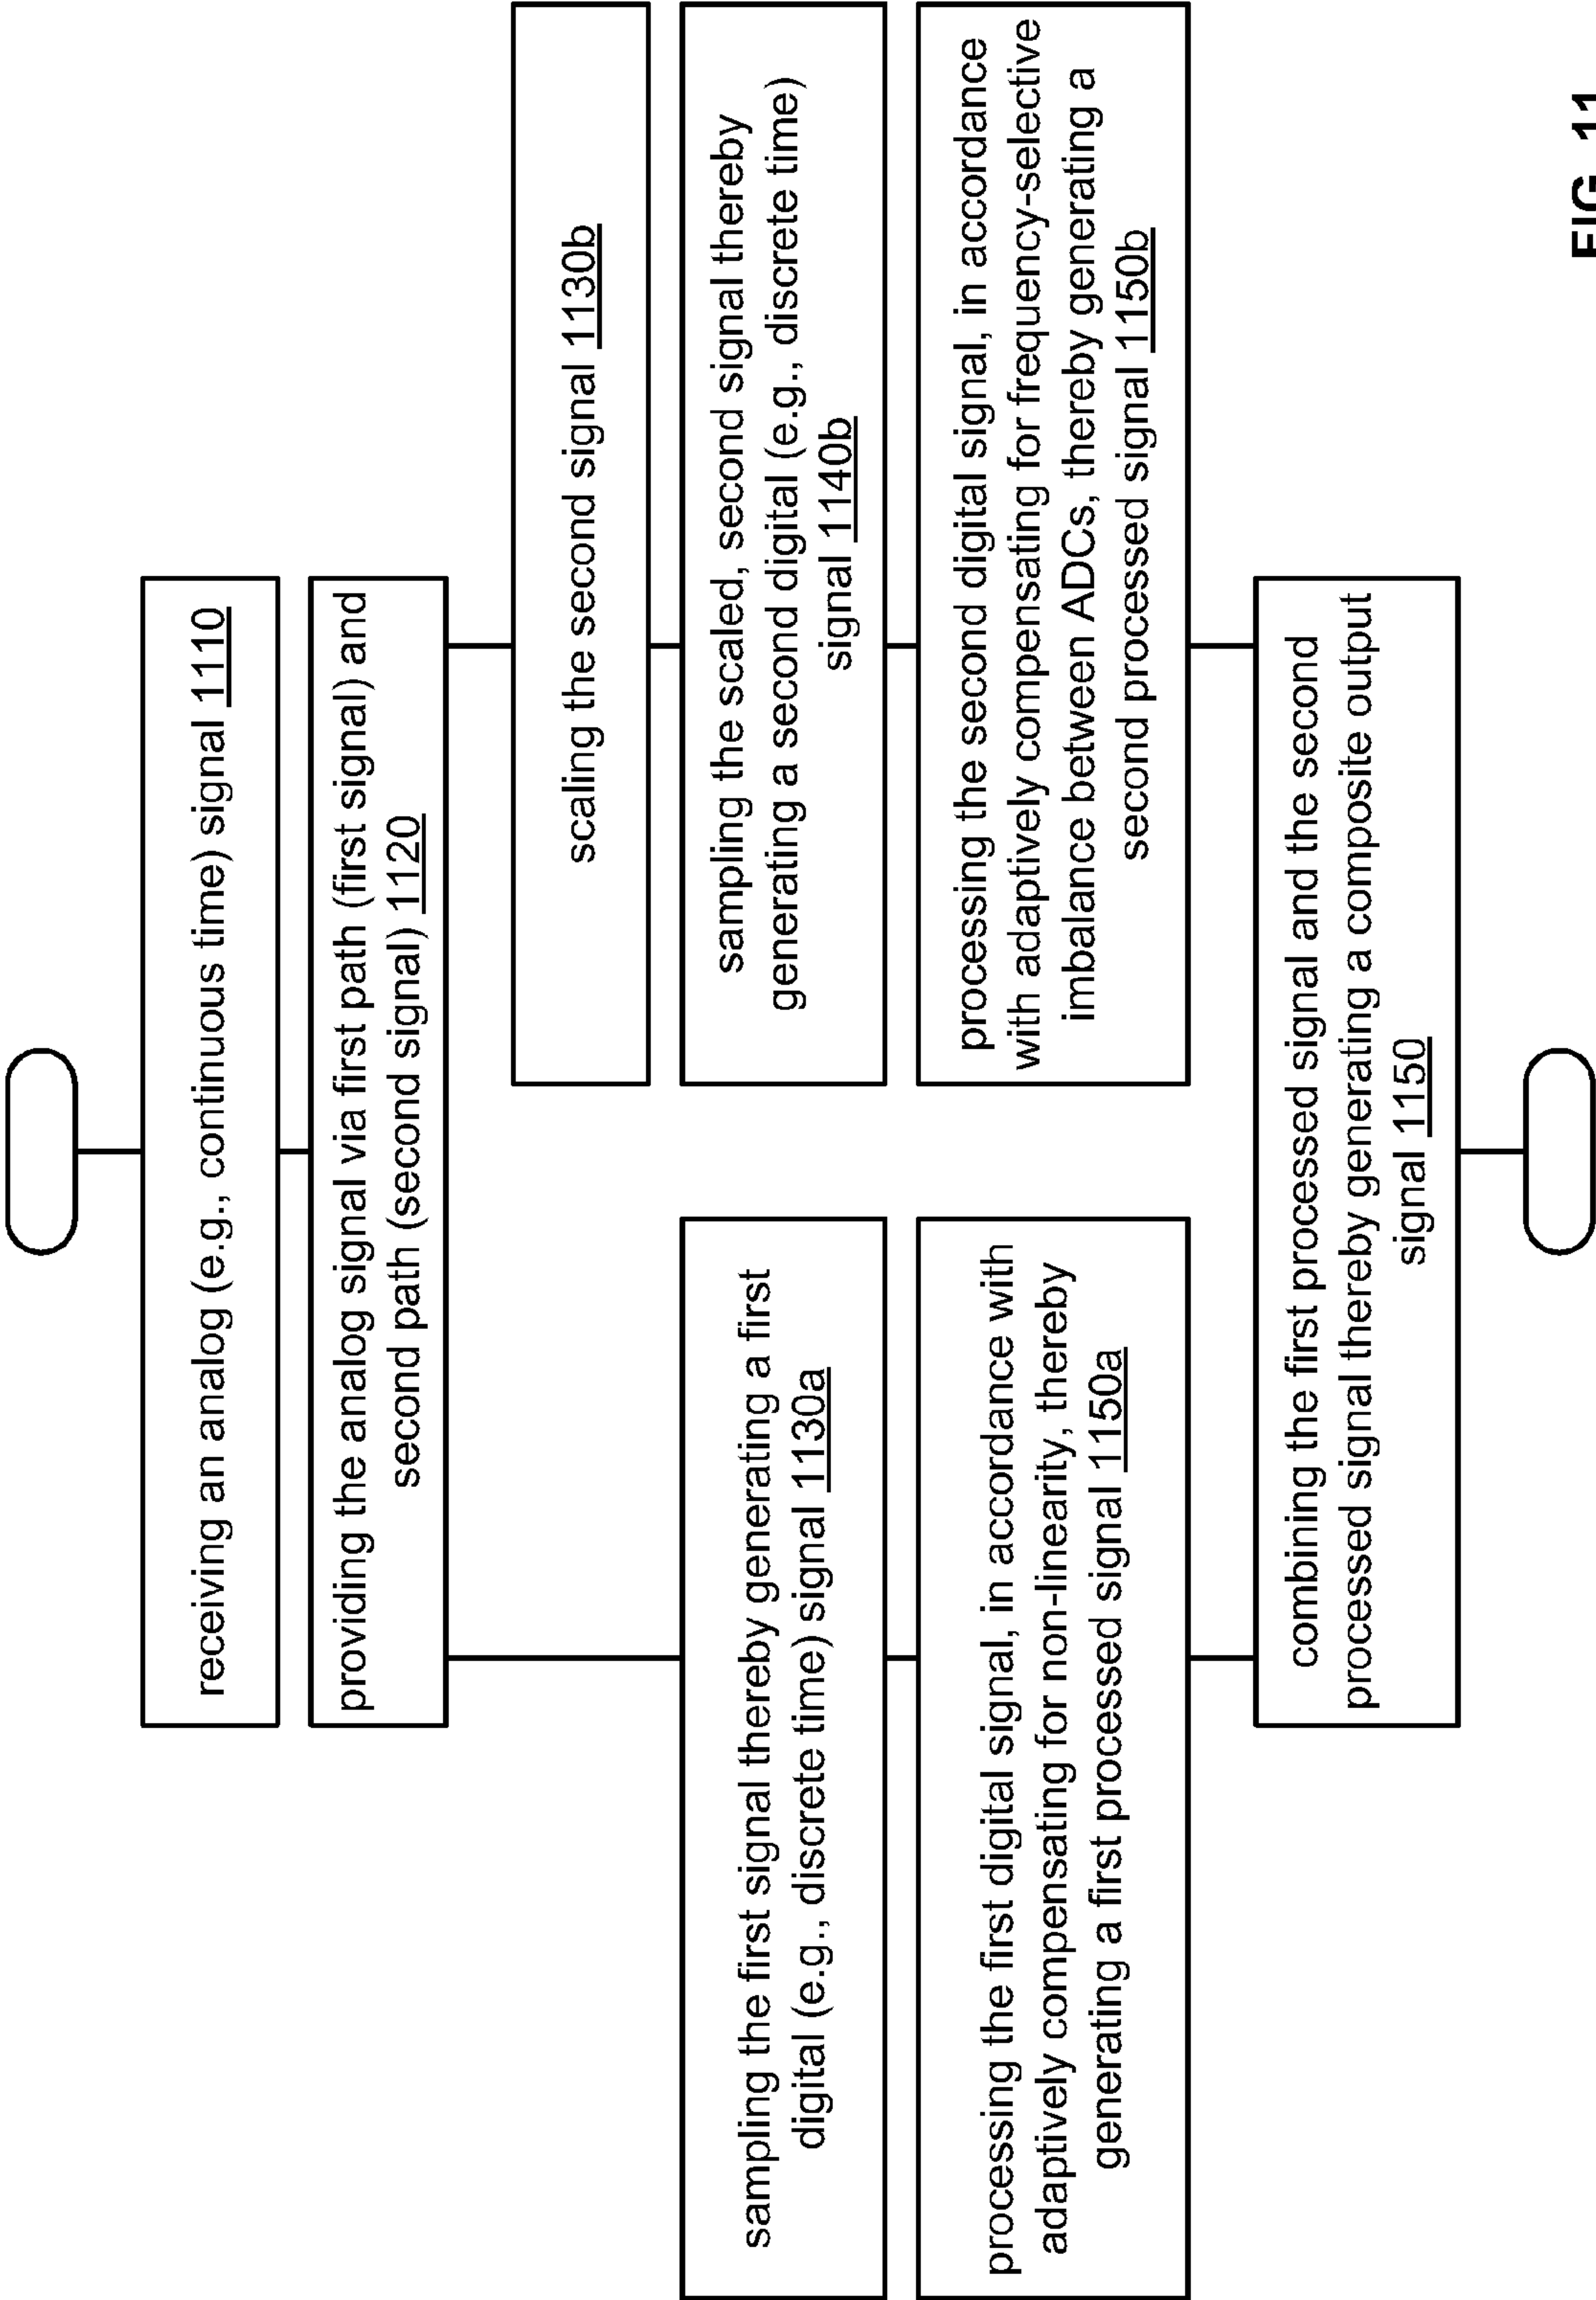 receiving an analog (e.g., continuous time) signal 1110
providing the analog signal via first path (first signal) and
second path (second signal) 1120
scaling the second signal 1130b
sampling the first signal thereby generating a first
digital (e.g., discrete time) signal 1130a
sampling the scaled, second signal thereby
generating a second digital (e.g., discrete time)
signal 1140b
processing the first digital signal, in accordance with
adaptively compensating for non-linearity, thereby
generating a first processed signal 1150a
processing the second digital signal, in accordance
with adaptively compensating for frequency-selective
imbalance between ADCs, thereby generating a
second processed signal 1150b
combining the first processed signal and the second
processed signal thereby generating a composite output
signal 1150
FIG. 11